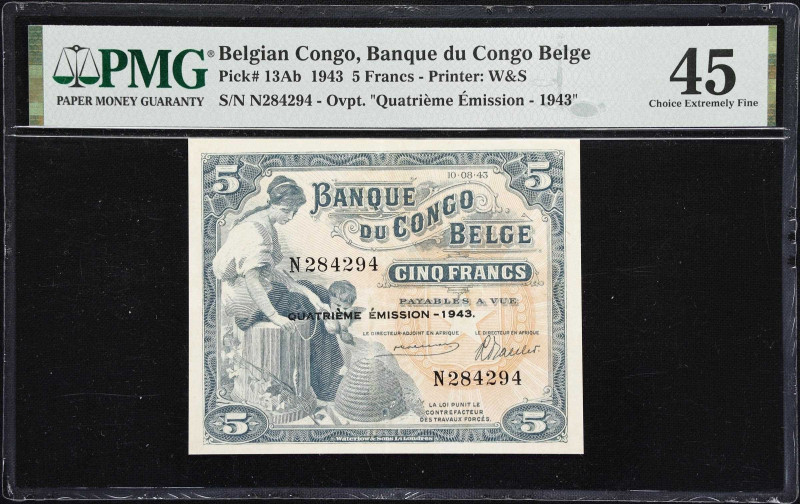 PMG®
PAPER MONEY GUARANTY
Belgian Congo, Banque du Congo Belge
Pick# 13Ab 1943 5 Francs - Printer: W&S
S/N N284294 - Ovpt. "Quatrième Émission - 1943"
45
Choice Extremely Fine
5
10-08-43
5
BANQUE
DU CONGO
BELGE
N284294
CINQ FRANCS
PAYABLES A VUE
QUATRIÈME ÉMISSION - 1943.
LE DIRECTEUR-ADJOINT EN AFRIQUE
LE DIRECTEUR EN AFRIQUE
N284294
LA LOI PUNIT LE
CONTREFACTEUR
DES TRAVAUX FORCÉS.
5
5
Waterlow & Sons Ld Londres